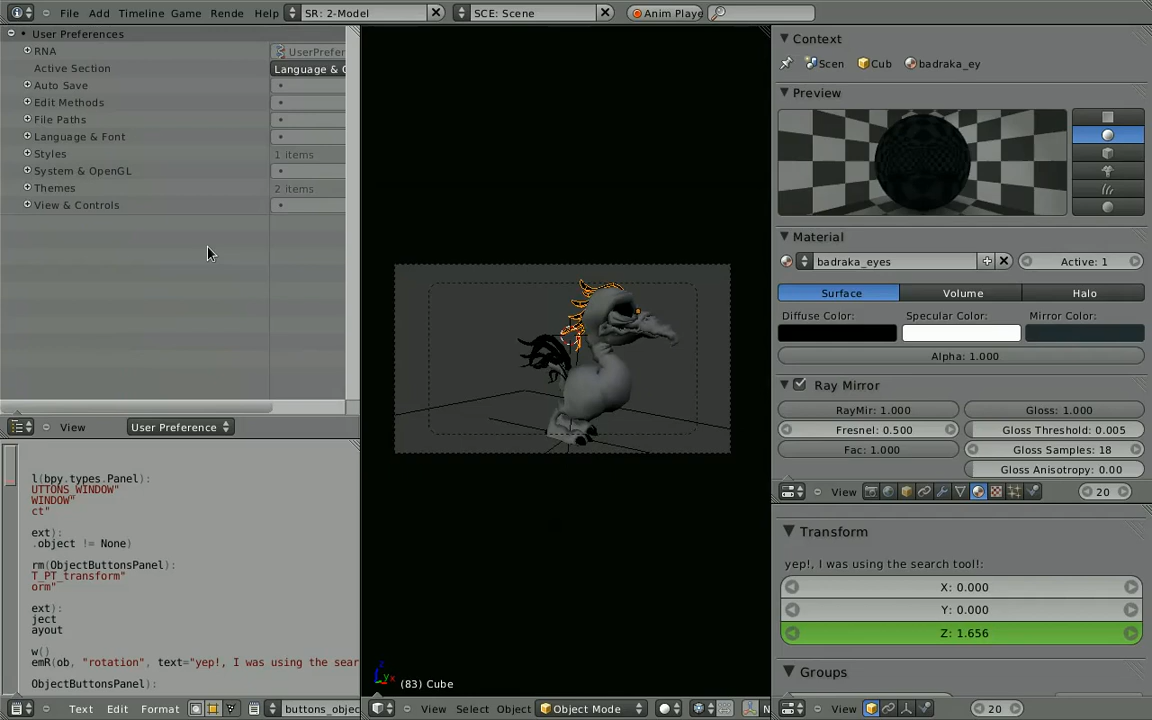 File Add Timeline Game Rende Help SR: 2-Model SCE: Scene Anim Playe
User Preferences
RNA UserPrefer
Active Section Language &
Auto Save
Edit Methods
File Paths
Language & Font
Styles 1 items
System & OpenGL
Themes 2 items
View & Controls
View User Preference
l(bpy.types.Panel):
UTTONS_WINDOW"
WINDOW"
ct"
ext):
.object != None)
rm(ObjectButtonsPanel):
T_PT_transform"
orm"
ext):
ject
ayout
w()
emR(ob, "rotation", text="yep!, I was using the sear
ObjectButtonsPanel):
Text Edit Format buttons_objec
(83) Cube
View Select Object Object Mode
Context
Scen Cub badraka_ey
Preview
Material
badraka_eyes Active: 1
Surface Volume Halo
Diffuse Color: Specular Color: Mirror Color:
Alpha: 1.000
Ray Mirror
RayMir: 1.000 Gloss: 1.000
Fresnel: 0.500 Gloss Threshold: 0.005
Fac: 1.000 Gloss Samples: 18
Gloss Anisotropy: 0.00
View 20
Transform
yep!, I was using the search tool!:
X: 0.000
Y: 0.000
Z: 1.656
Groups
View 20